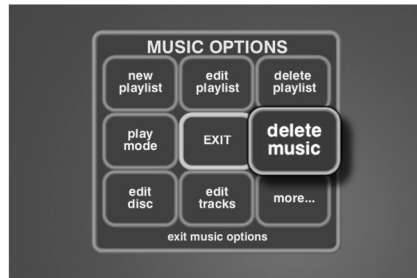 MUSIC OPTIONS
new playlist
edit playlist
delete playlist
play mode
EXIT
delete music
edit disc
edit tracks
more...
exit music options